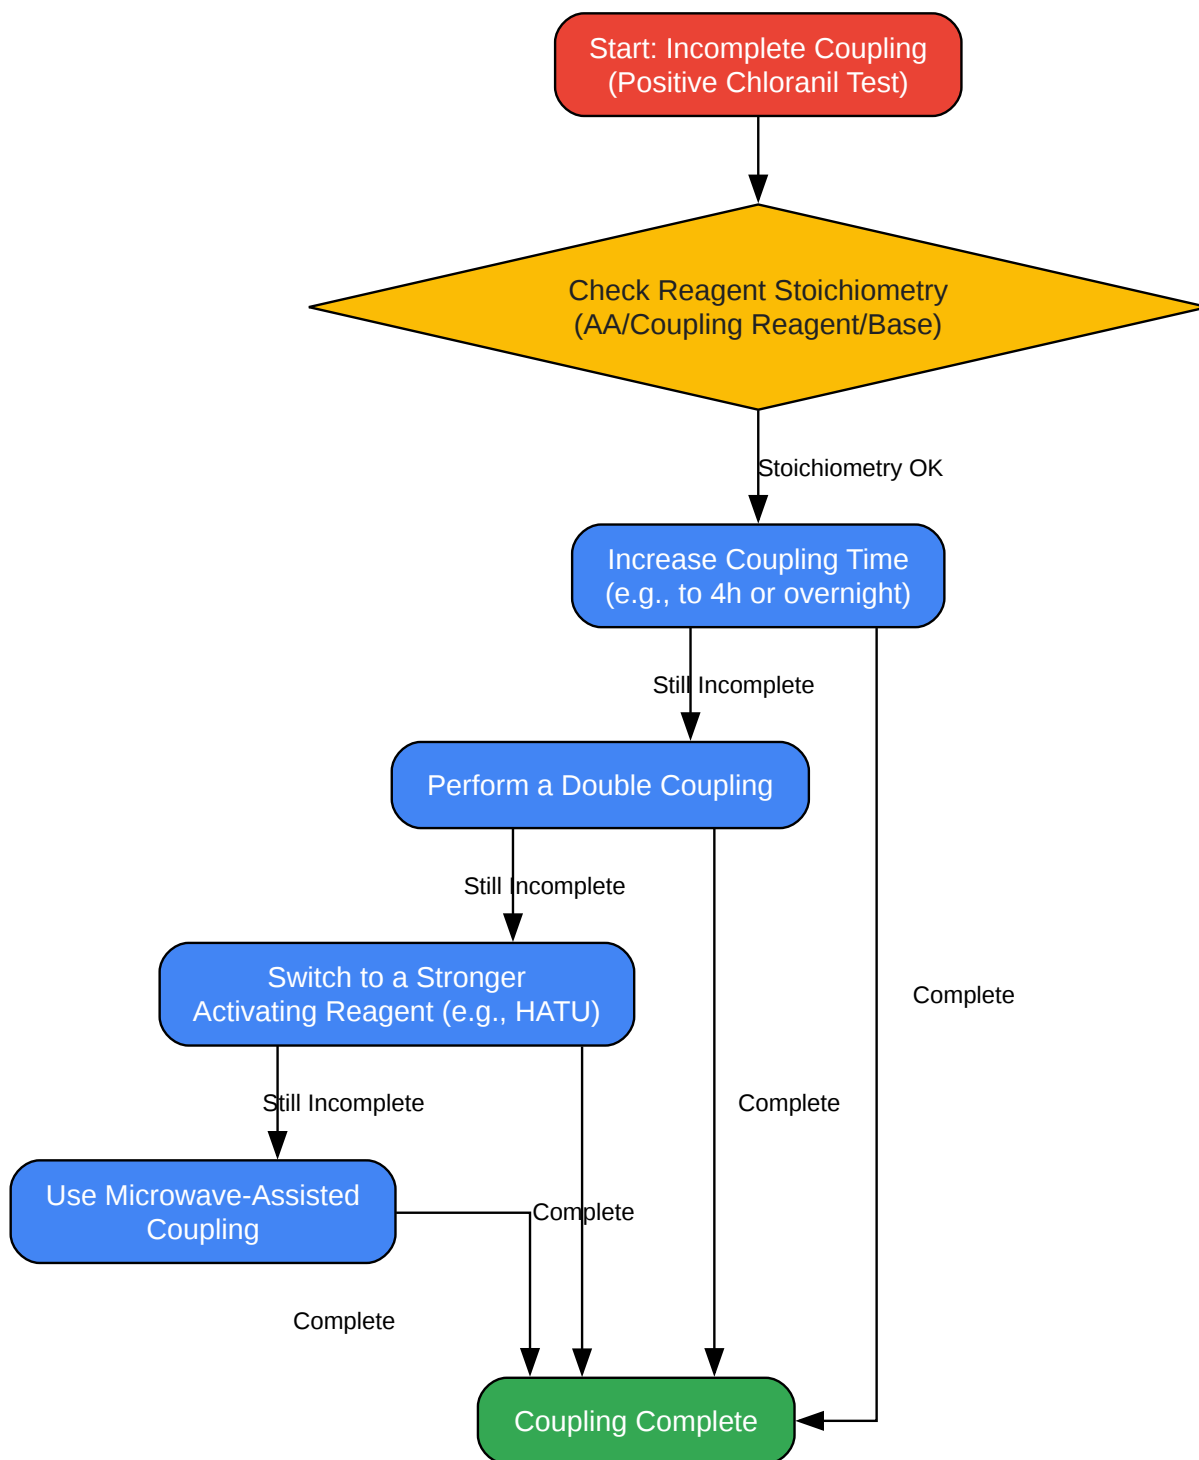 Start: Incomplete Coupling
(Positive Chloranil Test)
Check Reagent Stoichiometry
(AA/Coupling Reagent/Base)
Stoichiometry OK
Increase Coupling Time
(e.g., to 4h or overnight)
Still Incomplete
Perform a Double Coupling
Still Incomplete
Switch to a Stronger
Activating Reagent (e.g., HATU)
Complete
Still Incomplete
Complete
Use Microwave-Assisted
Coupling
Complete
Complete
Coupling Complete